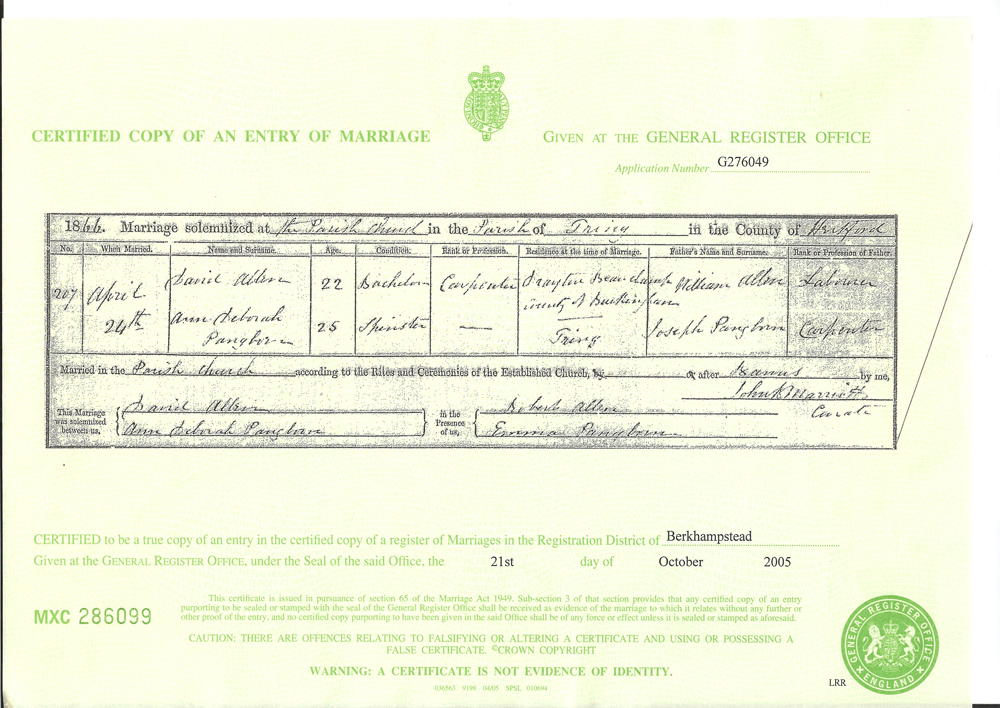 CERTIFIED COPY OF AN ENTRY OF MARRIAGE
GIVEN AT THE GENERAL REGISTER OFFICE
Application Number G276049
1866. Marriage solemnized at the Parish Church in the Parish of Tring in the County of Hertford
No. When Married. Name and Surname. Age. Condition. Rank or Profession. Residence at the time of Marriage. Father's Name and Surname. Rank or Profession of Father.
207 April David Allen 22 Bachelor Carpenter Drayton Beauchamp William Allen Labourer
County of Buckingham
24th Ann Deborah 25 Spinster — Tring Joseph Pangborn Carpenter
Pangborn
Married in the Parish Church according to the Rites and Ceremonies of the Established Church, by or after Banns by me,
John B Marriott
Curate
This Marriage was solemnized between us, David Allen in the Presence of us, Robert Allen
Ann Deborah Pangborn Emma Pangborn
CERTIFIED to be a true copy of an entry in the certified copy of a register of Marriages in the Registration District of Berkhampstead
Given at the GENERAL REGISTER OFFICE, under the Seal of the said Office, the 21st day of October 2005
MXC 286099
This certificate is issued in pursuance of section 65 of the Marriage Act 1949. Sub-section 3 of that section provides that any certified copy of an entry
purporting to be sealed or stamped with the seal of the General Register Office shall be received as evidence of the marriage to which it relates without any further or
other proof of the entry, and no certified copy purporting to have been given in the said Office shall be of any force or effect unless it is sealed or stamped as aforesaid.
CAUTION: THERE ARE OFFENCES RELATING TO FALSIFYING OR ALTERING A CERTIFICATE AND USING OR POSSESSING A
FALSE CERTIFICATE. ©CROWN COPYRIGHT
WARNING: A CERTIFICATE IS NOT EVIDENCE OF IDENTITY.
036563 9199 04/05 SPSL 010694
LRR
GENERAL REGISTER OFFICE
ENGLAND